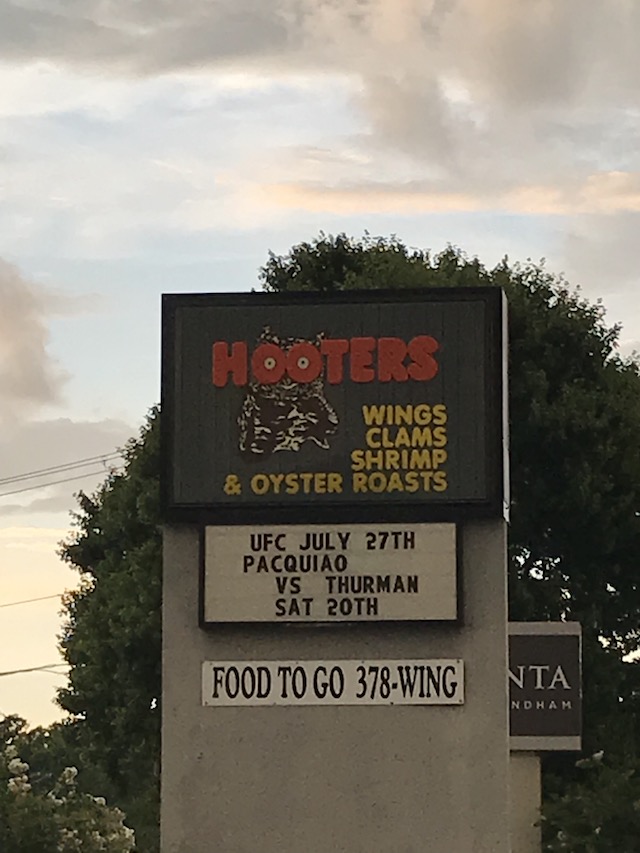 HOOTERS
WINGS
CLAMS
SHRIMP
& OYSTER ROASTS
UFC JULY 27TH
PACQUIAO
VS THURMAN
SAT 20TH
FOOD TO GO 378-WING
NTA
NDHAM